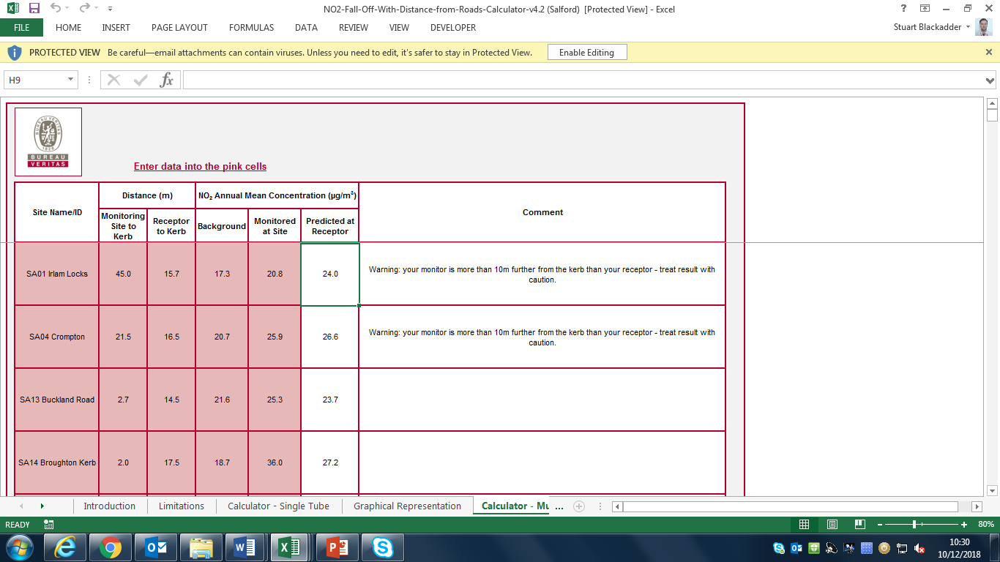 NO2-Fall-Off-With-Distance-from-Roads-Calculator-v4.2 (Salford) [Protected View] - Excel
FILE HOME INSERT PAGE LAYOUT FORMULAS DATA REVIEW VIEW DEVELOPER Stuart Blackadder
PROTECTED VIEW Be careful—email attachments can contain viruses. Unless you need to edit, it's safer to stay in Protected View. Enable Editing
H9
BUREAU VERITAS
1828
BUREAU
VERITAS
Enter data into the pink cells
Site Name/ID
Distance (m)
NO₂ Annual Mean Concentration (µg/m³)
Comment
Monitoring
Site to
Kerb
Receptor
to Kerb
Background
Monitored
at Site
Predicted at
Receptor
SA01 Irlam Locks 45.0 15.7 17.3 20.8 24.0 Warning: your monitor is more than 10m further from the kerb than your receptor - treat result with
caution.
SA04 Crompton 21.5 16.5 20.7 25.9 26.6 Warning: your monitor is more than 10m further from the kerb than your receptor - treat result with
caution.
SA13 Buckland Road 2.7 14.5 21.6 25.3 23.7
SA14 Broughton Kerb 2.0 17.5 18.7 36.0 27.2
Introduction Limitations Calculator - Single Tube Graphical Representation Calculator - Mu ...
READY 80%
10:30
10/12/2018